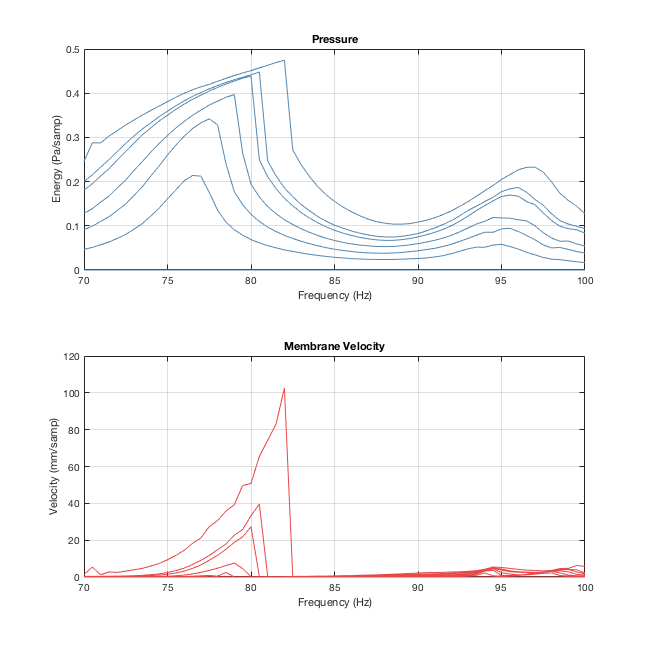 Pressure
0.5
0.4
0.3
0.2
0.1
0
Energy (Pa/samp)
70 75 80 85 90 95 100
Frequency (Hz)
Membrane Velocity
120
100
80
60
40
20
0
Velocity (mm/samp)
70 75 80 85 90 95 100
Frequency (Hz)